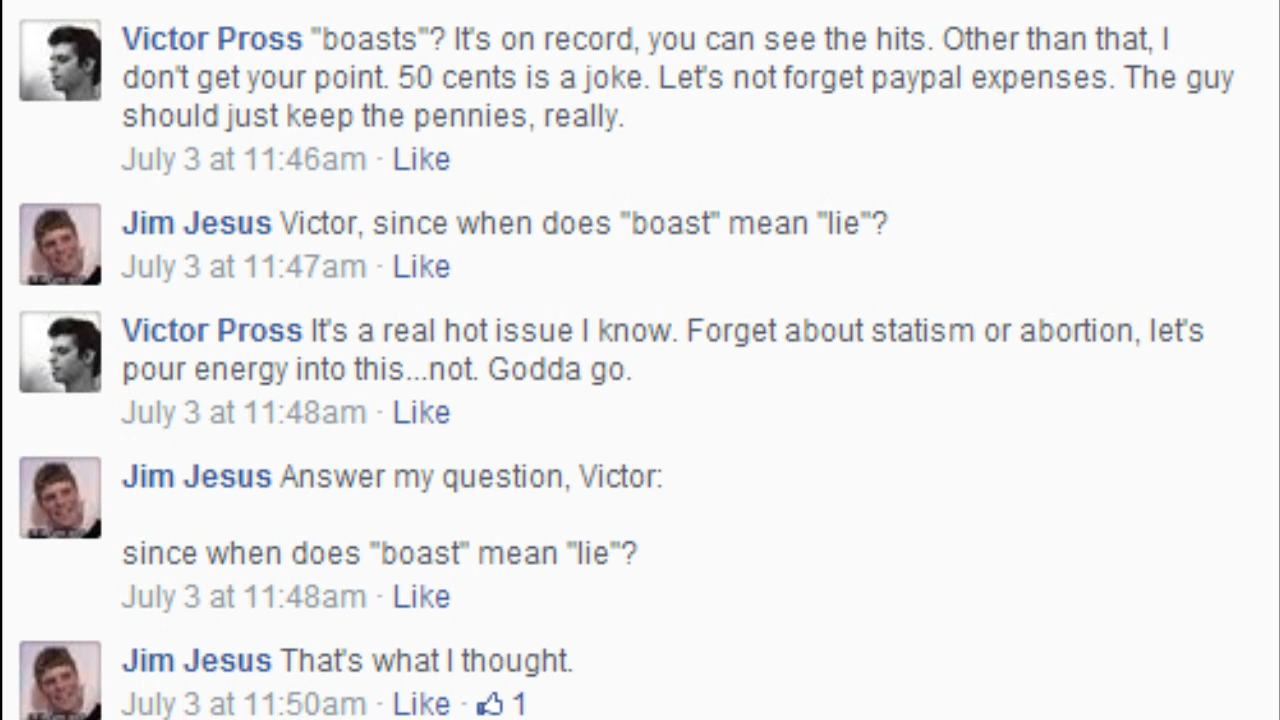 Victor Pross "boasts"? It's on record, you can see the hits. Other than that, I
don't get your point. 50 cents is a joke. Let's not forget paypal expenses. The guy
should just keep the pennies, really.
July 3 at 11:46am · Like
Jim Jesus Victor, since when does "boast" mean "lie"?
July 3 at 11:47am · Like
Victor Pross It's a real hot issue I know. Forget about statism or abortion, let's
pour energy into this...not. Godda go.
July 3 at 11:48am · Like
Jim Jesus Answer my question, Victor:
since when does "boast" mean "lie"?
July 3 at 11:48am · Like
Jim Jesus That's what I thought.
July 3 at 11:50am · Like · 1